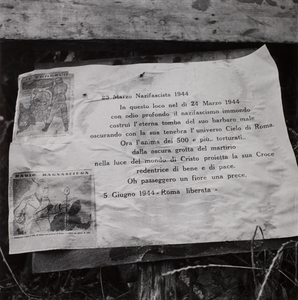 23 Marzo Nazifascista 1944
In questo loco nel dì 24 Marzo 1944
con odio profondo il nazifascismo immondo
costruì l'eterna tomba del suo barbaro male
oscurando con la sua tenebra l'universo Cielo di Roma.
Ora l'anima dei 500 e più, torturati,
dalla oscura grotta del martirio
nella luce del mondo di Cristo proietta la sua Croce
redentrice di bene e di pace.
Oh passeggero un fiore una prece,
5 Giugno 1944 - Roma liberata -